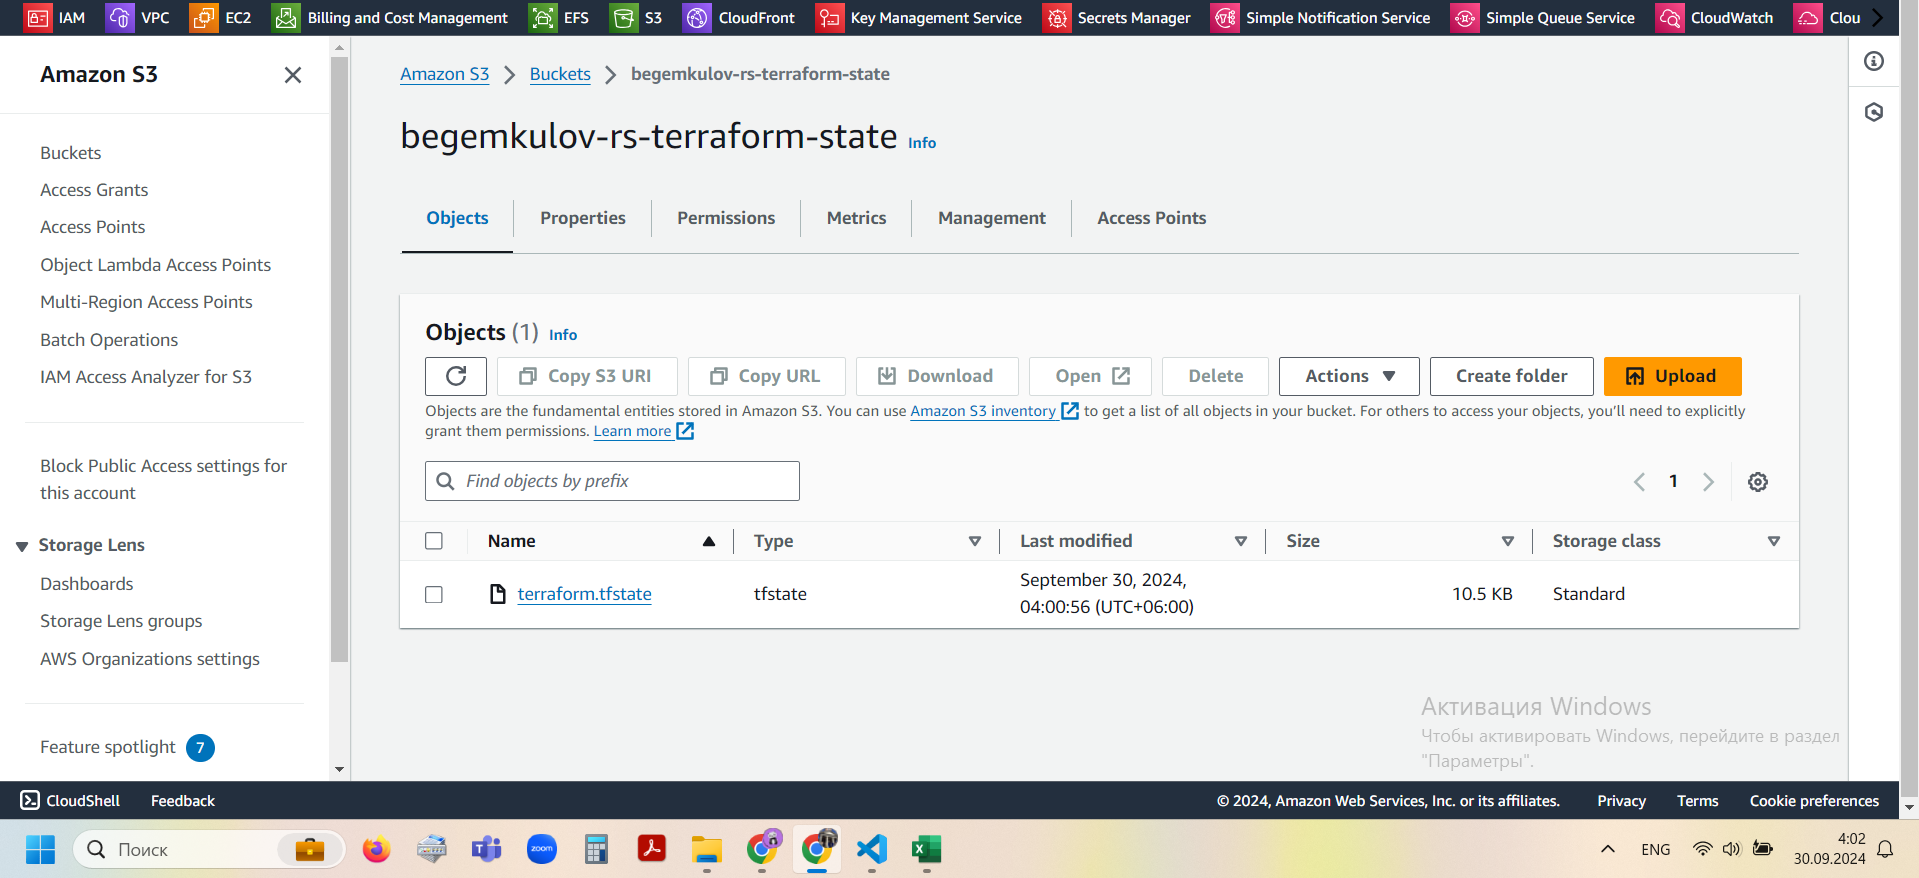 IAM VPC EC2 Billing and Cost Management EFS S3 CloudFront Key Management Service Secrets Manager Simple Notification Service Simple Queue Service CloudWatch Clou
Amazon S3
Buckets
Access Grants
Access Points
Object Lambda Access Points
Multi-Region Access Points
Batch Operations
IAM Access Analyzer for S3
Block Public Access settings for
this account
Storage Lens
Dashboards
Storage Lens groups
AWS Organizations settings
Feature spotlight 7
Amazon S3 Buckets begemkulov-rs-terraform-state
begemkulov-rs-terraform-state Info
Objects Properties Permissions Metrics Management Access Points
Objects (1) Info
Copy S3 URI Copy URL Download Open Delete Actions Create folder Upload
Objects are the fundamental entities stored in Amazon S3. You can use Amazon S3 inventory to get a list of all objects in your bucket. For others to access your objects, you'll need to explicitly
grant them permissions. Learn more
Find objects by prefix
1
Name Type Last modified Size Storage class
terraform.tfstate tfstate September 30, 2024, 04:00:56 (UTC+06:00) 10.5 KB Standard
Активация Windows
Чтобы активировать Windows, перейдите в раздел
"Параметры".
CloudShell Feedback © 2024, Amazon Web Services, Inc. or its affiliates. Privacy Terms Cookie preferences
Поиск zoom ENG 4:02
30.09.2024